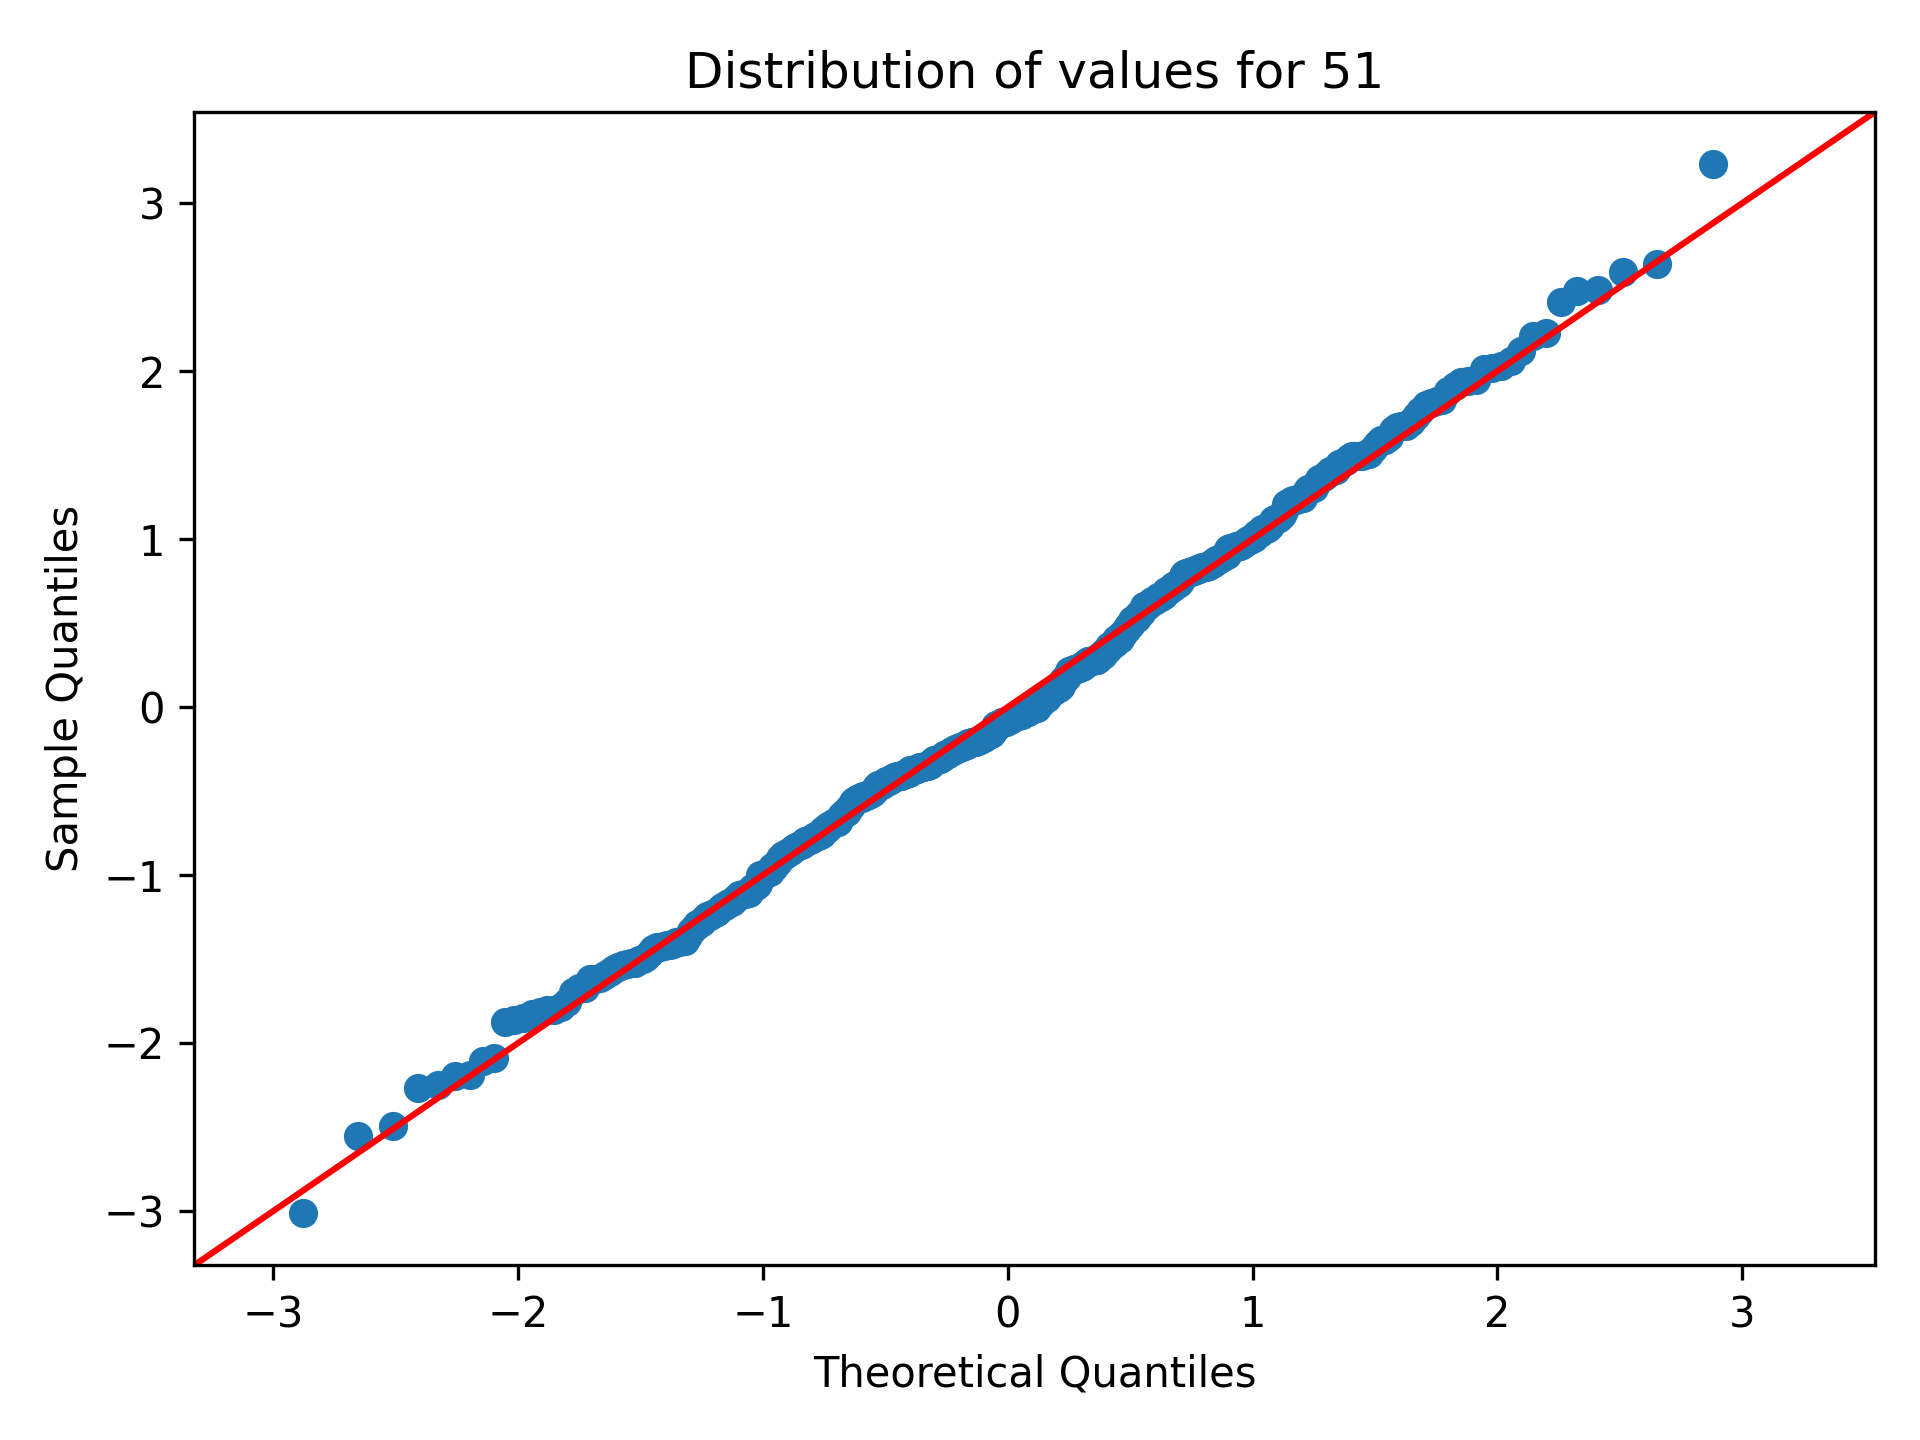 Distribution of values for 51
3
2
1
0
−1
−2
−3
Sample Quantiles
−3 −2 −1 0 1 2 3
Theoretical Quantiles